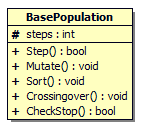 BasePopulation
# steps : int
+ Step() : bool
+ Mutate() : void
+ Sort() : void
+ Crossingover() : void
+ CheckStop() : bool